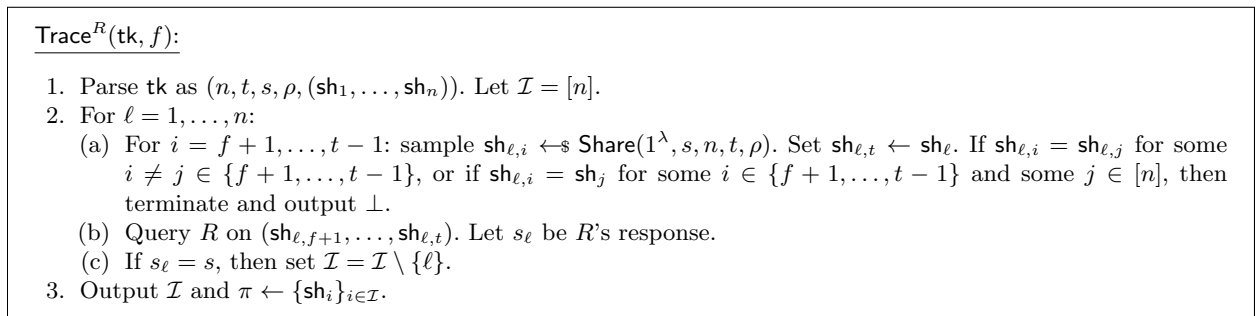 Trace^R(tk, f):
1. Parse tk as (n, t, s, ρ, (sh_1, . . . , sh_n)). Let 𝓘 = [n].
2. For ℓ = 1, . . . , n:
(a) For i = f + 1, . . . , t − 1: sample sh_{ℓ,i} ←$ Share(1^λ, s, n, t, ρ). Set sh_{ℓ,t} ← sh_ℓ. If sh_{ℓ,i} = sh_{ℓ,j} for some
i ≠ j ∈ {f + 1, . . . , t − 1}, or if sh_{ℓ,i} = sh_j for some i ∈ {f + 1, . . . , t − 1} and some j ∈ [n], then
terminate and output ⊥.
(b) Query R on (sh_{ℓ,f+1}, . . . , sh_{ℓ,t}). Let s_ℓ be R's response.
(c) If s_ℓ = s, then set 𝓘 = 𝓘 \ {ℓ}.
3. Output 𝓘 and π ← {sh_i}_{i∈𝓘}.